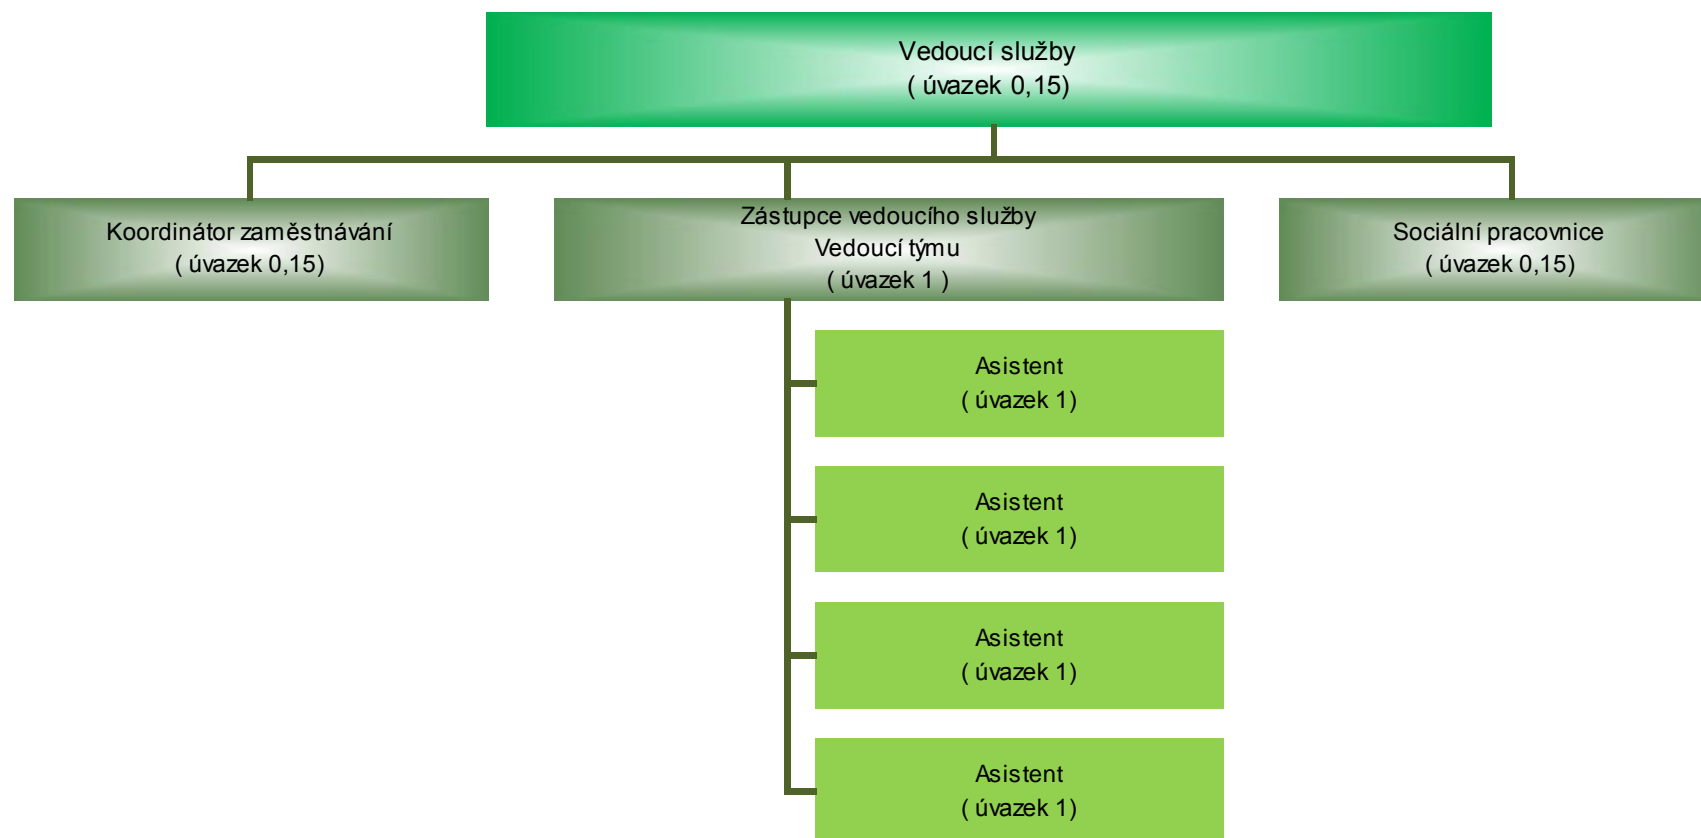 Vedoucí služby
( úvazek 0,15)
Koordinátor zaměstnávání
( úvazek 0,15)
Zástupce vedoucího služby
Vedoucí týmu
( úvazek 1 )
Sociální pracovnice
( úvazek 0,15)
Asistent
( úvazek 1)
Asistent
( úvazek 1)
Asistent
( úvazek 1)
Asistent
( úvazek 1)